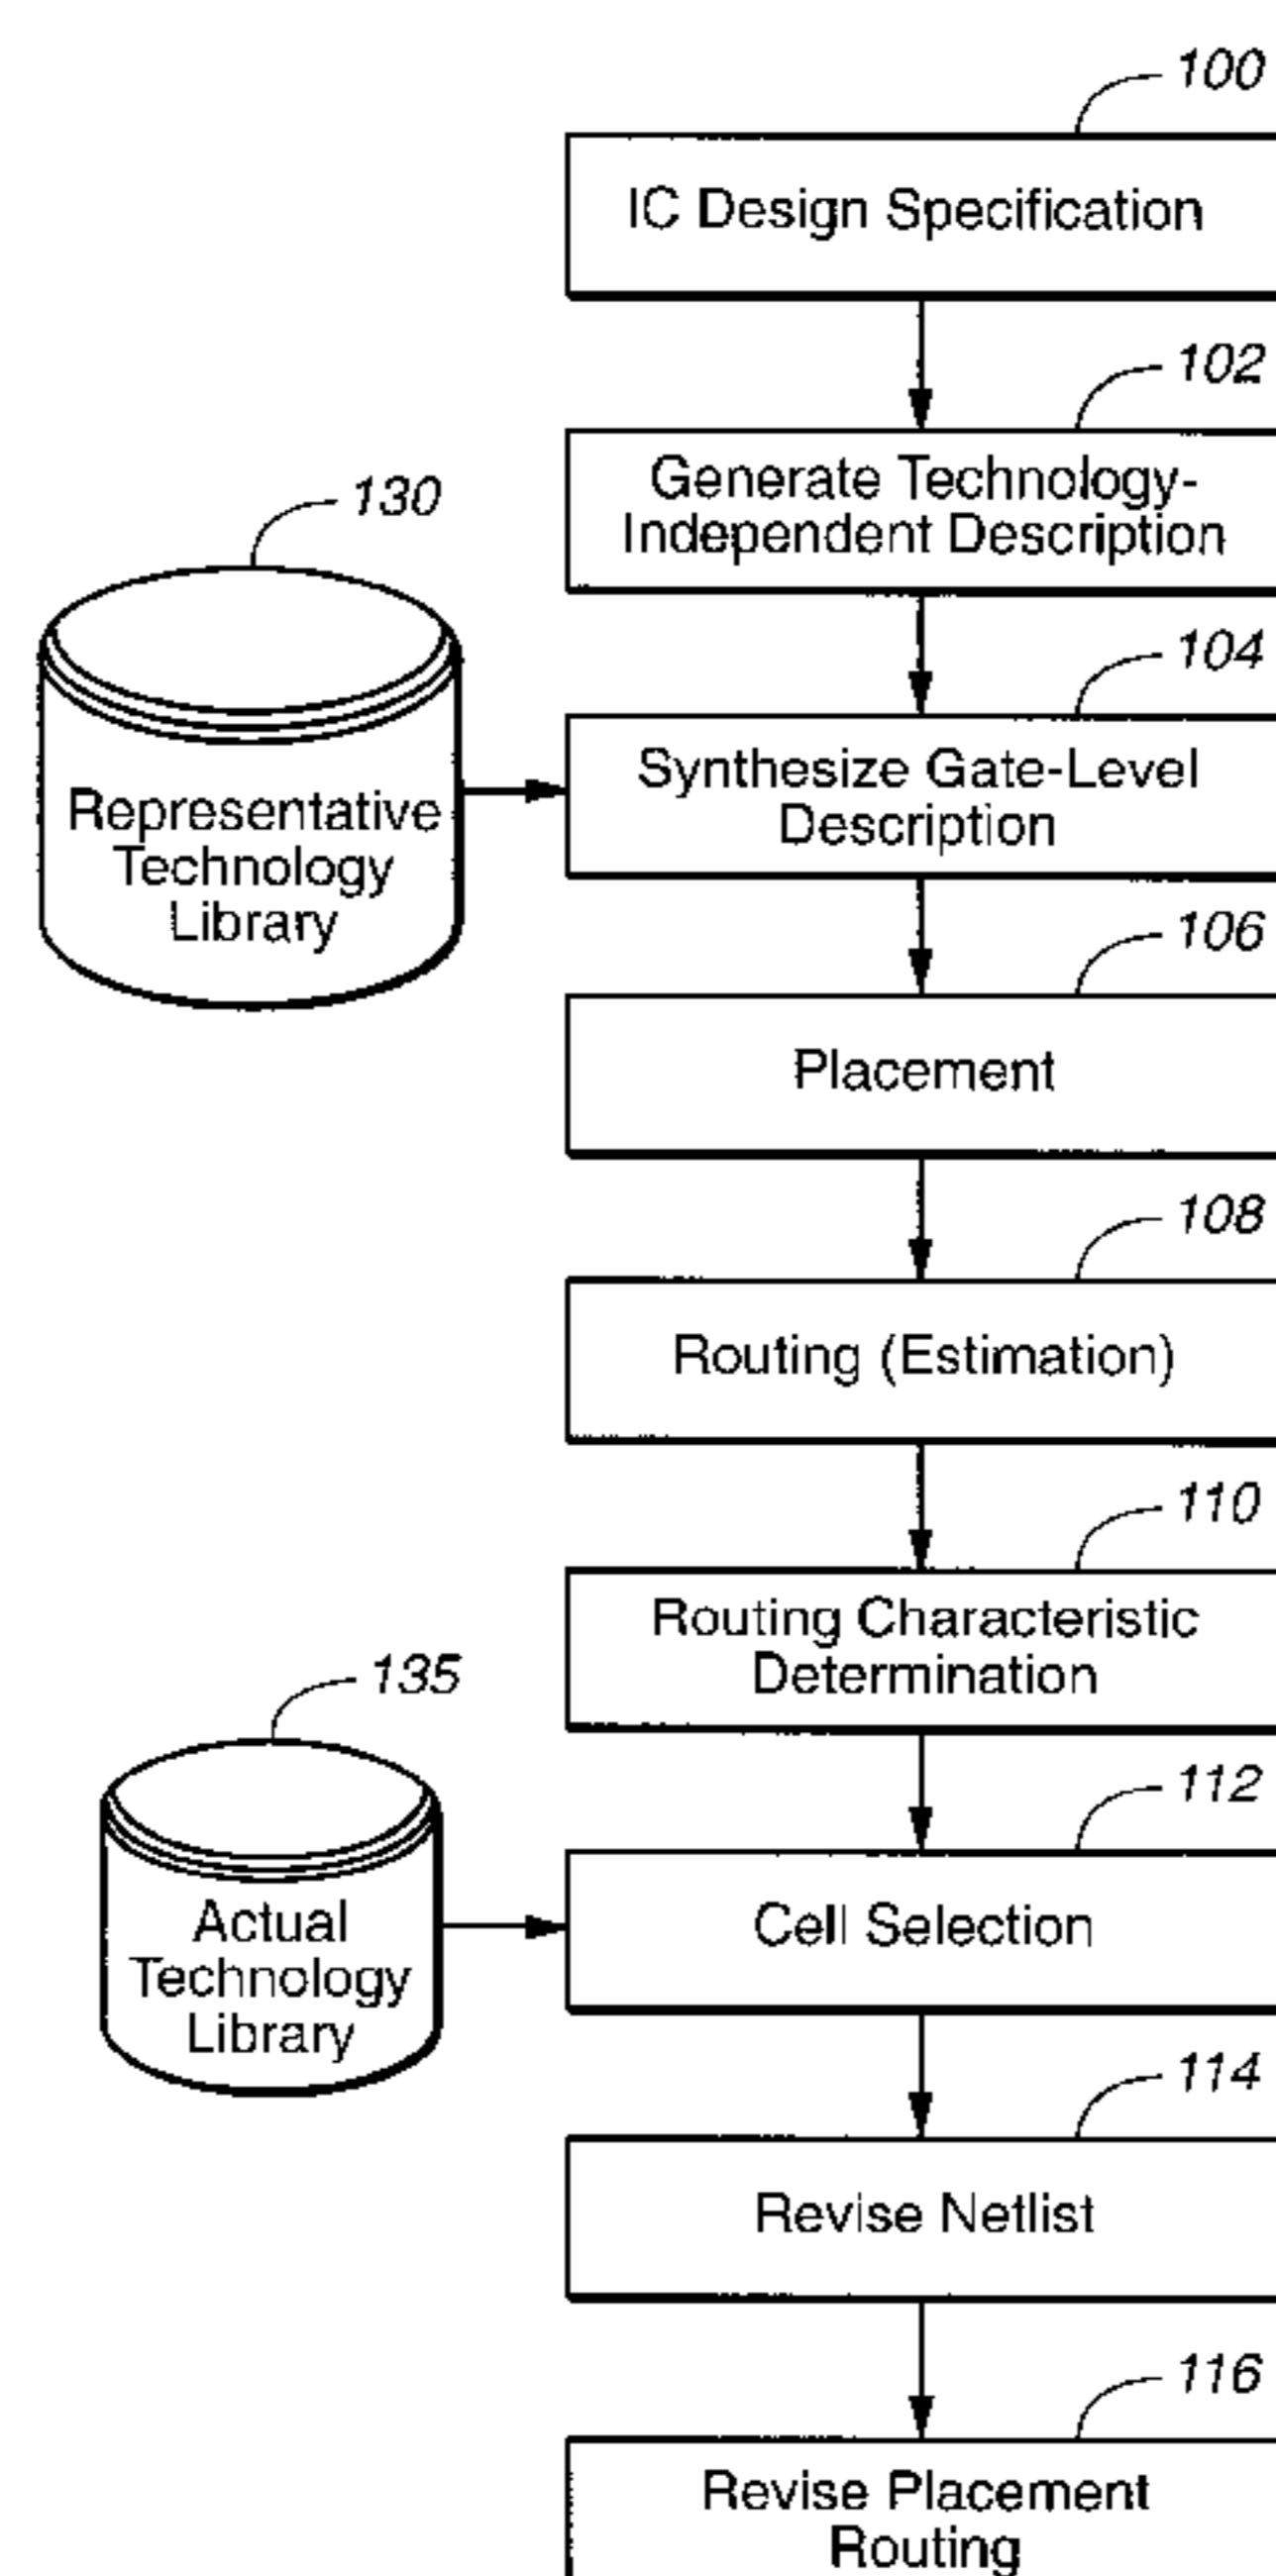 100
IC Design Specification
102
Generate Technology-
Independent Description
130
104
Representative
Technology
Library
Synthesize Gate-Level
Description
106
Placement
108
Routing (Estimation)
110
Routing Characteristic
Determination
135
112
Actual
Technology
Library
Cell Selection
114
Revise Netlist
116
Revise Placement
Routing